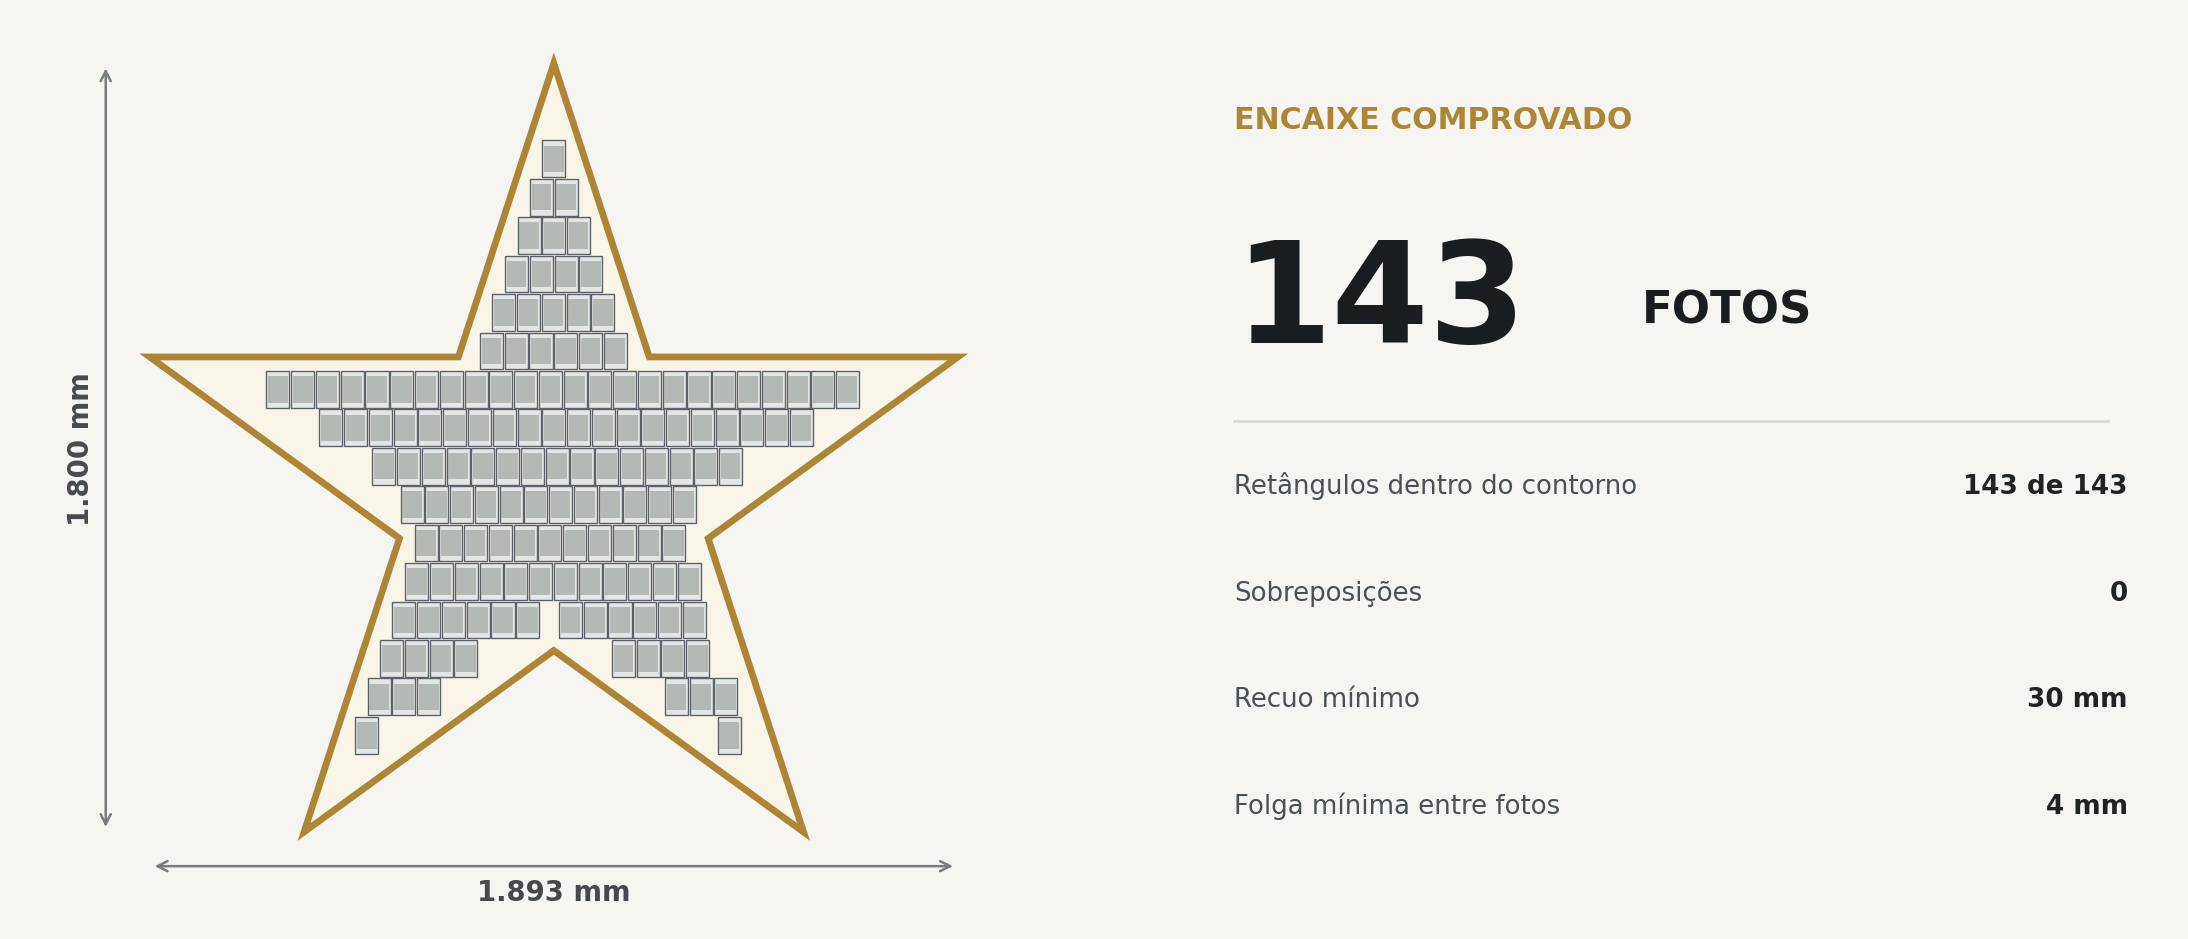 1.800 mm
1.893 mm
ENCAIXE COMPROVADO
143 FOTOS
Retângulos dentro do contorno 143 de 143
Sobreposições 0
Recuo mínimo 30 mm
Folga mínima entre fotos 4 mm